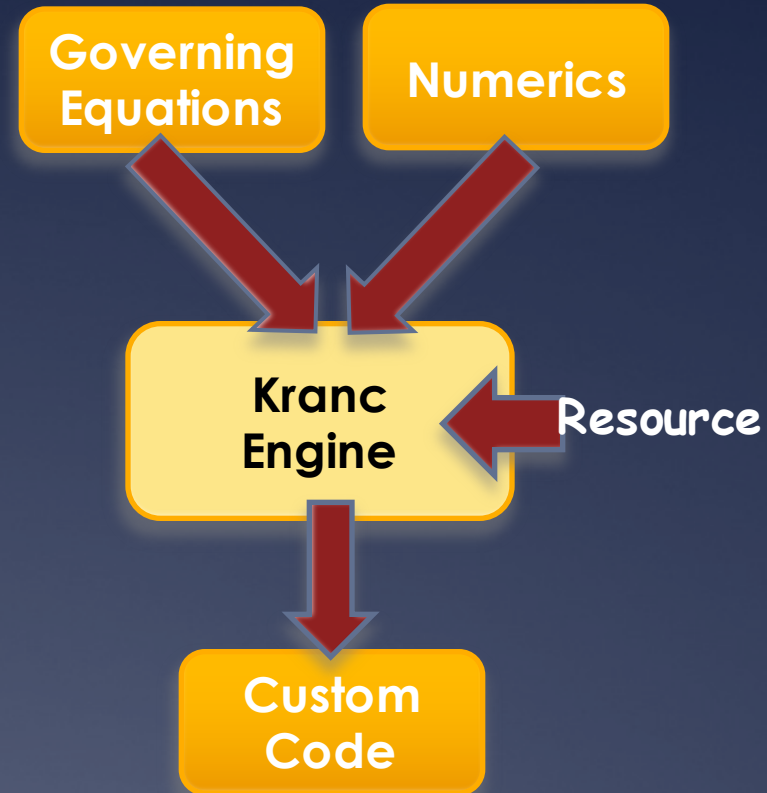 Governing
Equations
Numerics
Kranc
Engine
Resource
Custom
Code